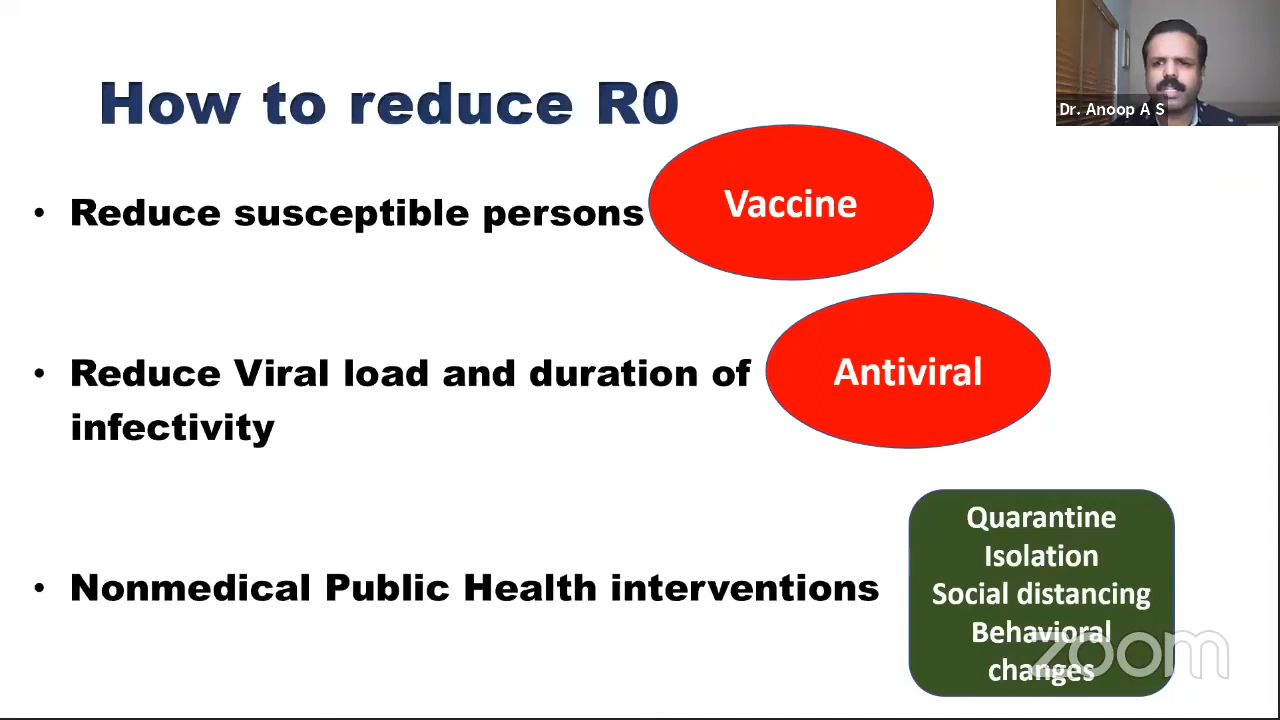 How to reduce R0
Dr. Anoop A S
• Reduce susceptible persons
Vaccine
• Reduce Viral load and duration of
infectivity
Antiviral
• Nonmedical Public Health interventions
Quarantine
Isolation
Social distancing
Behavioral
changes
zoom